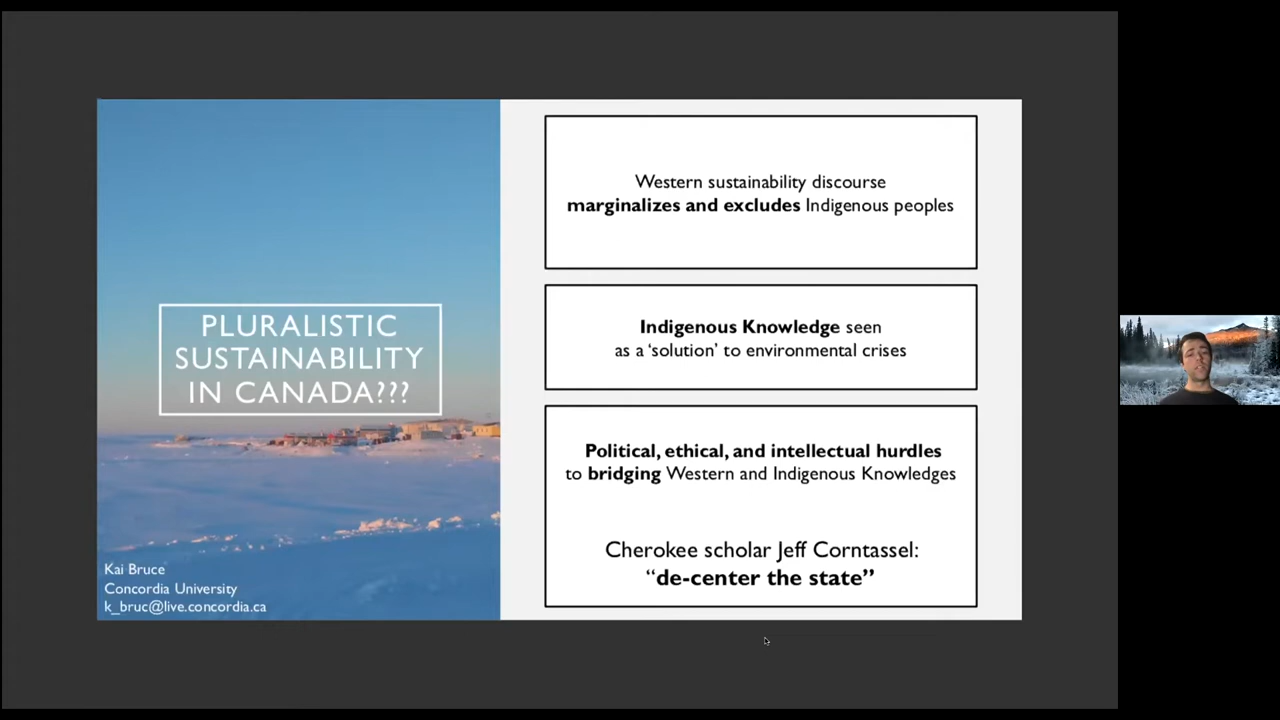 PLURALISTIC
SUSTAINABILITY
IN CANADA???
Kai Bruce
Concordia University
k_bruc@live.concordia.ca
Western sustainability discourse
marginalizes and excludes Indigenous peoples
Indigenous Knowledge seen
as a ‘solution’ to environmental crises
Political, ethical, and intellectual hurdles
to bridging Western and Indigenous Knowledges
Cherokee scholar Jeff Corntassel:
“de-center the state”